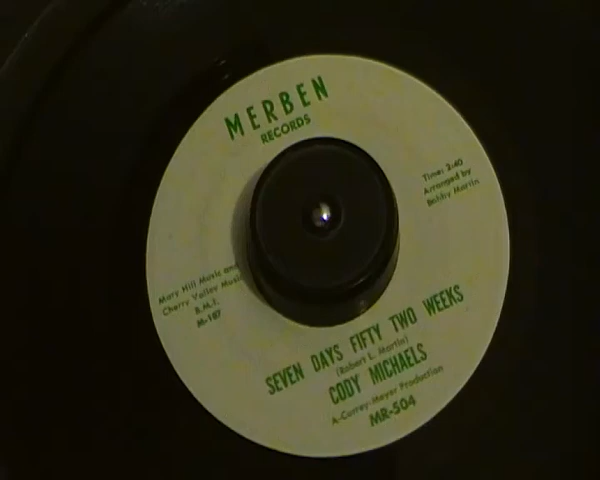 MERBEN
RECORDS
Time: 2:40
Arranged by
Bobby Martin
Mary Hill Music and
Cherry Valley Music
B.M.I.
M-187
SEVEN DAYS FIFTY TWO WEEKS
(Robert L. Martin)
CODY MICHAELS
A-Currey-Meyer Production
MR-504